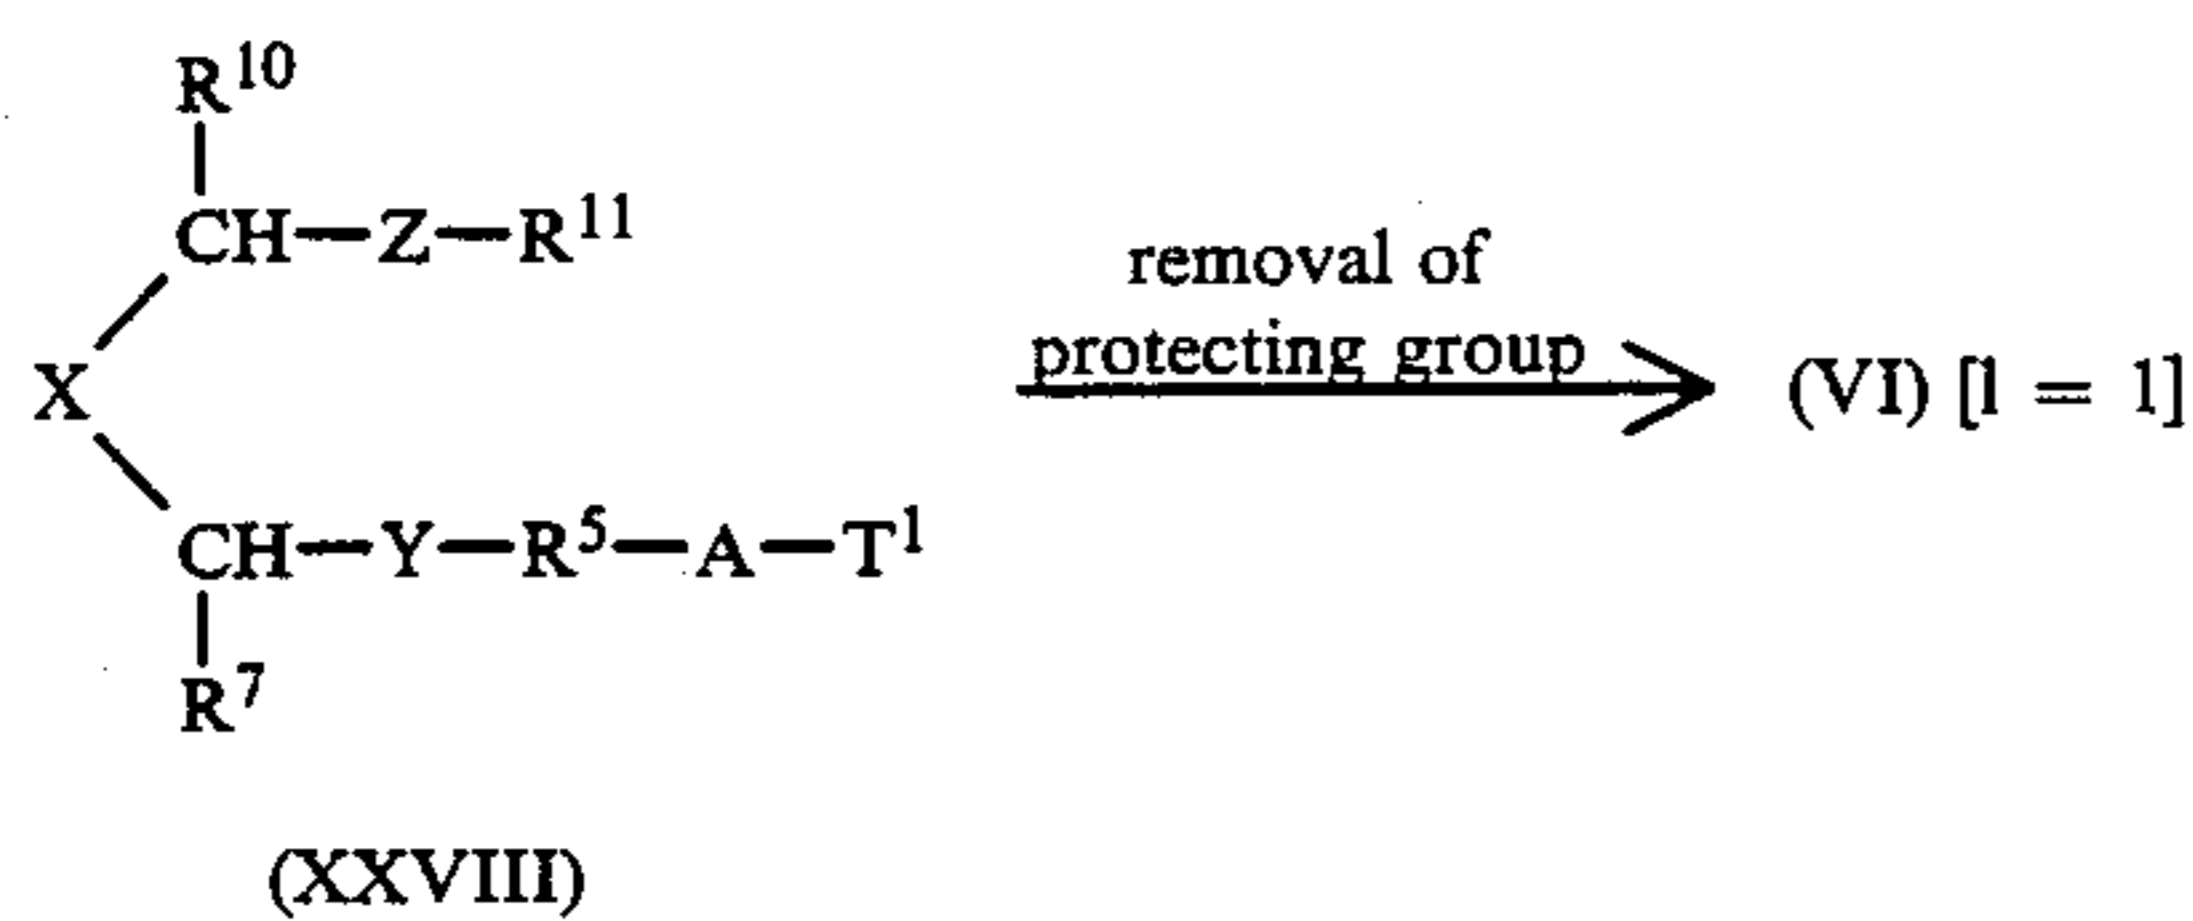 R¹⁰
CH—Z—R¹¹
X
CH—Y—R⁵—A—T¹
R⁷
(XXVIII)
removal of
protecting group
(VI) [l = 1]